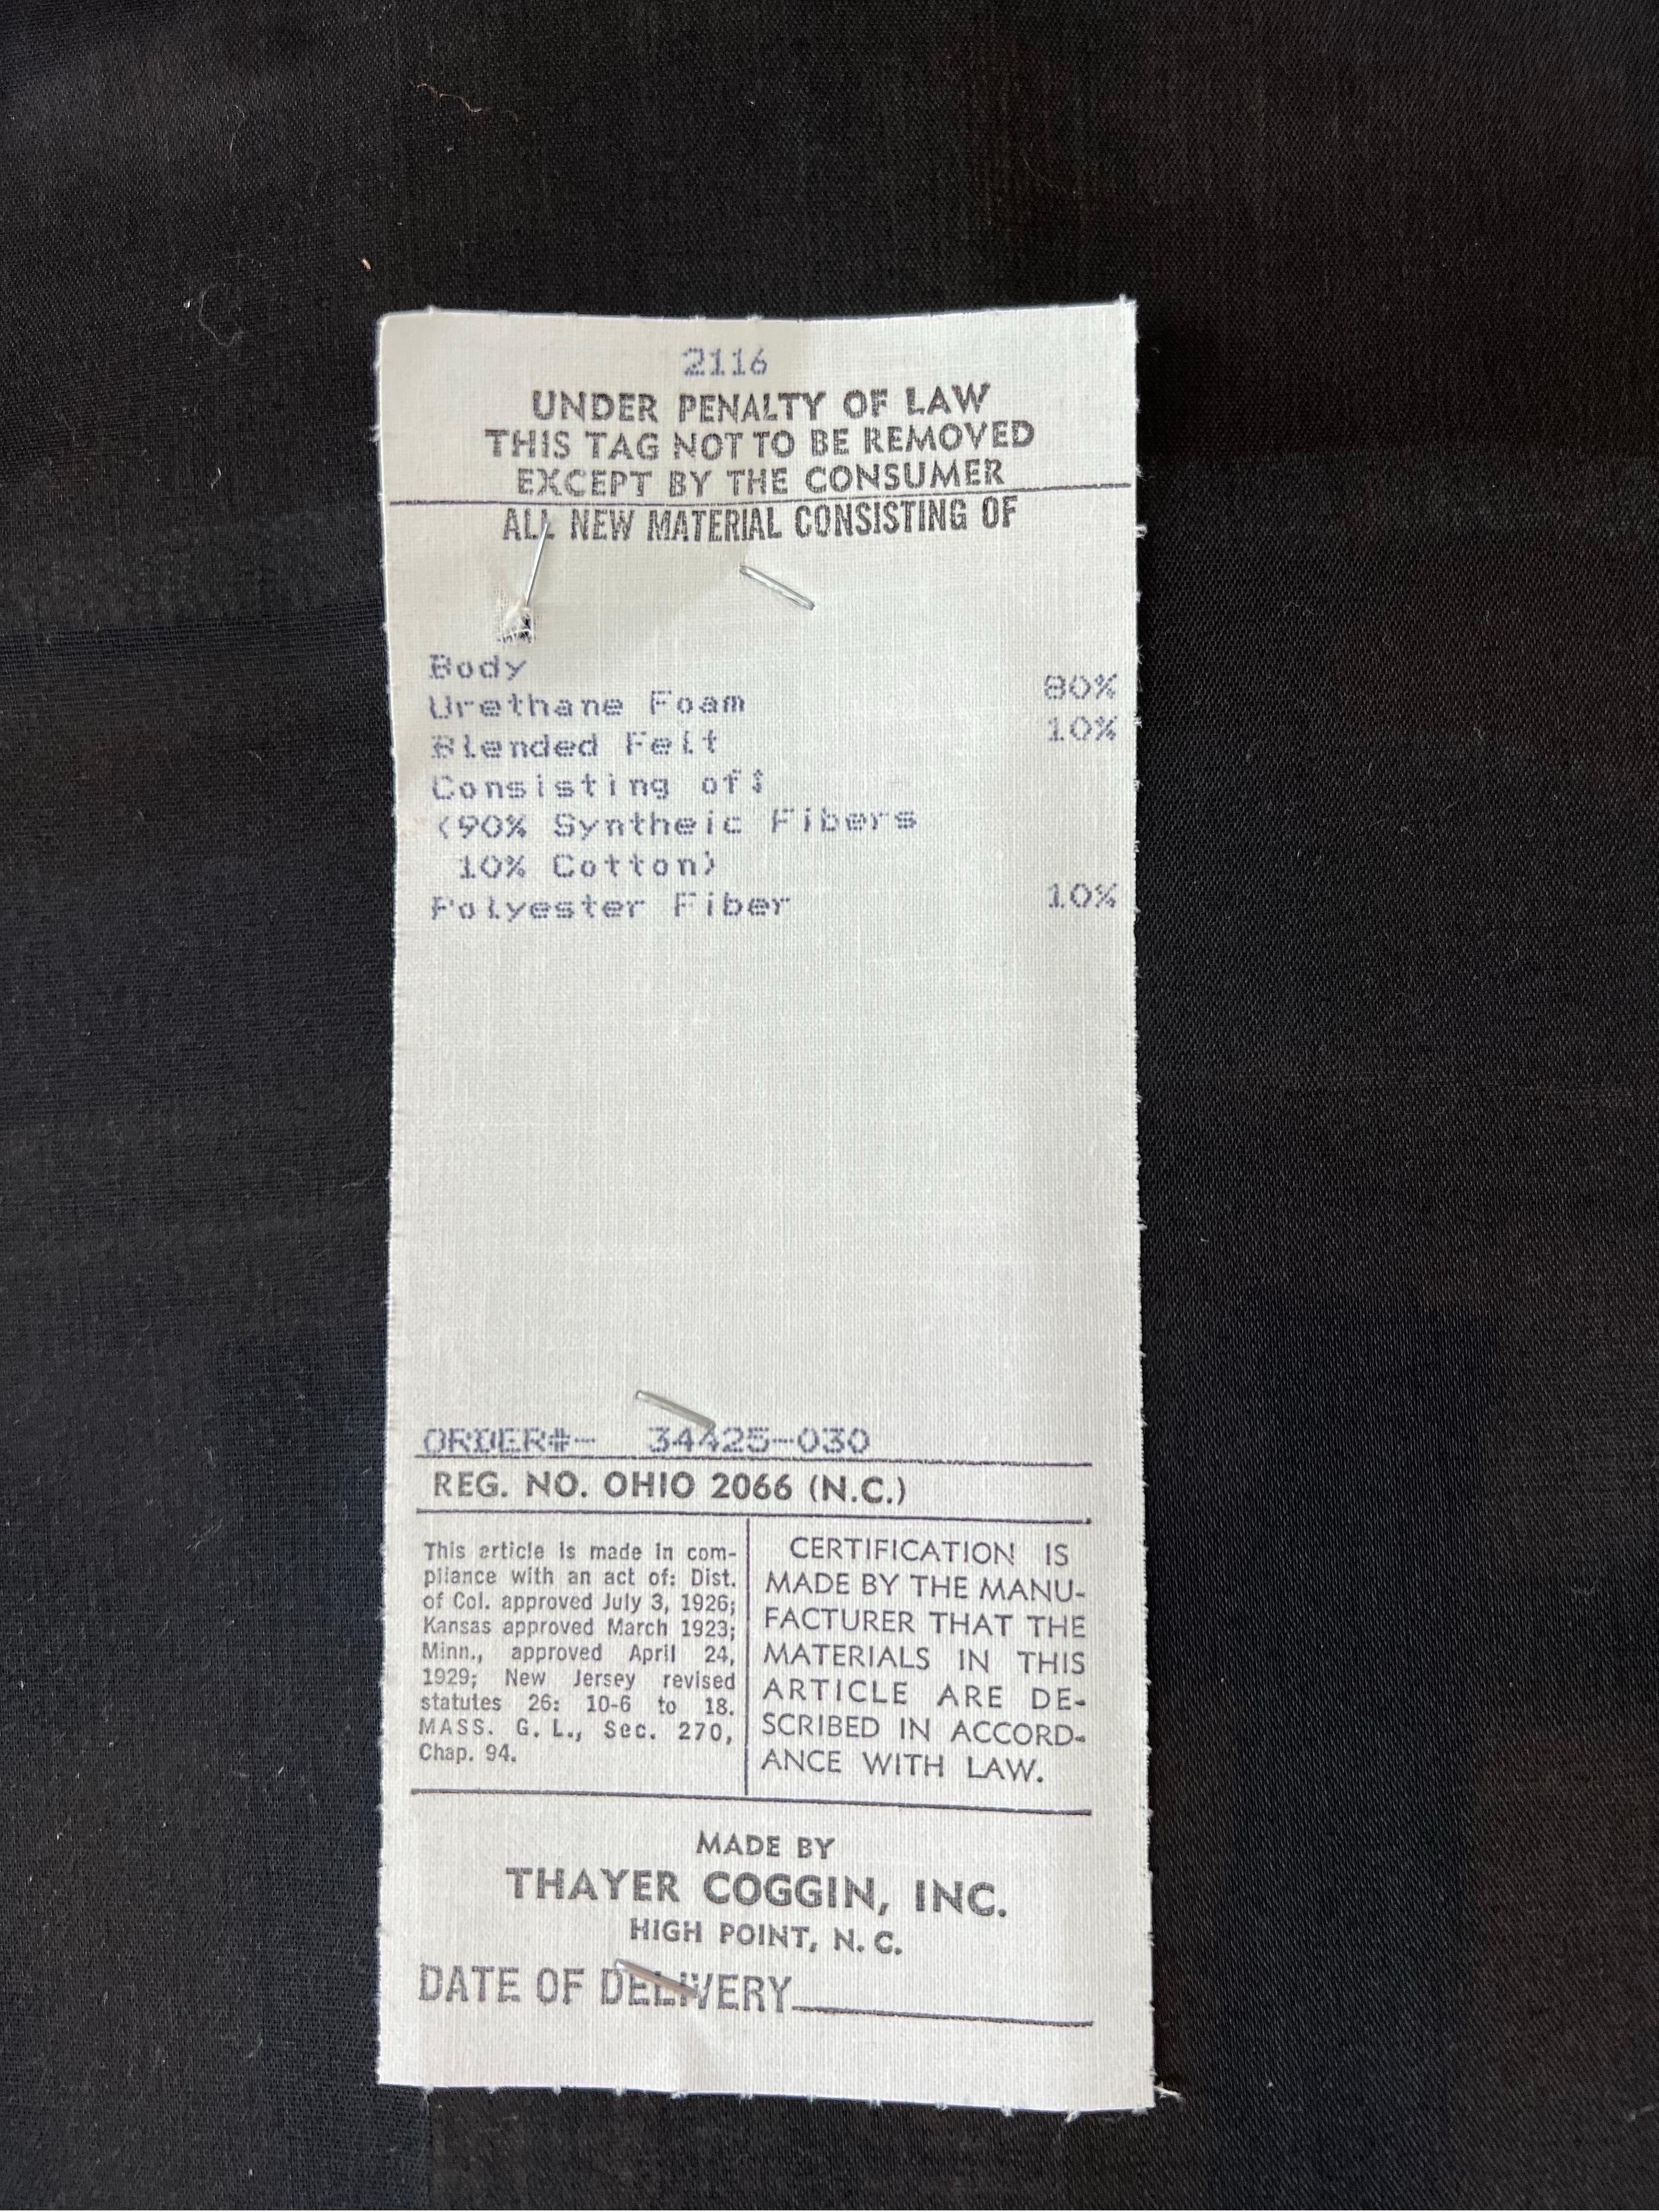 2116
UNDER PENALTY OF LAW
THIS TAG NOT TO BE REMOVED
EXCEPT BY THE CONSUMER
ALL NEW MATERIAL CONSISTING OF
Body
Urethane Foam 80%
Blended Felt 10%
Consisting of:
(90% Syntheic Fibers
10% Cotton)
Polyester Fiber 10%
ORDER#- 34425-030
REG. NO. OHIO 2066 (N.C.)
This article is made in com-
pliance with an act of: Dist.
of Col. approved July 3, 1926;
Kansas approved March 1923;
Minn., approved April 24,
1929; New Jersey revised
statutes 26: 10-6 to 18.
MASS. G. L., Sec. 270,
Chap. 94.
CERTIFICATION IS
MADE BY THE MANU-
FACTURER THAT THE
MATERIALS IN THIS
ARTICLE ARE DE-
SCRIBED IN ACCORD-
ANCE WITH LAW.
MADE BY
THAYER COGGIN, INC.
HIGH POINT, N. C.
DATE OF DELIVERY